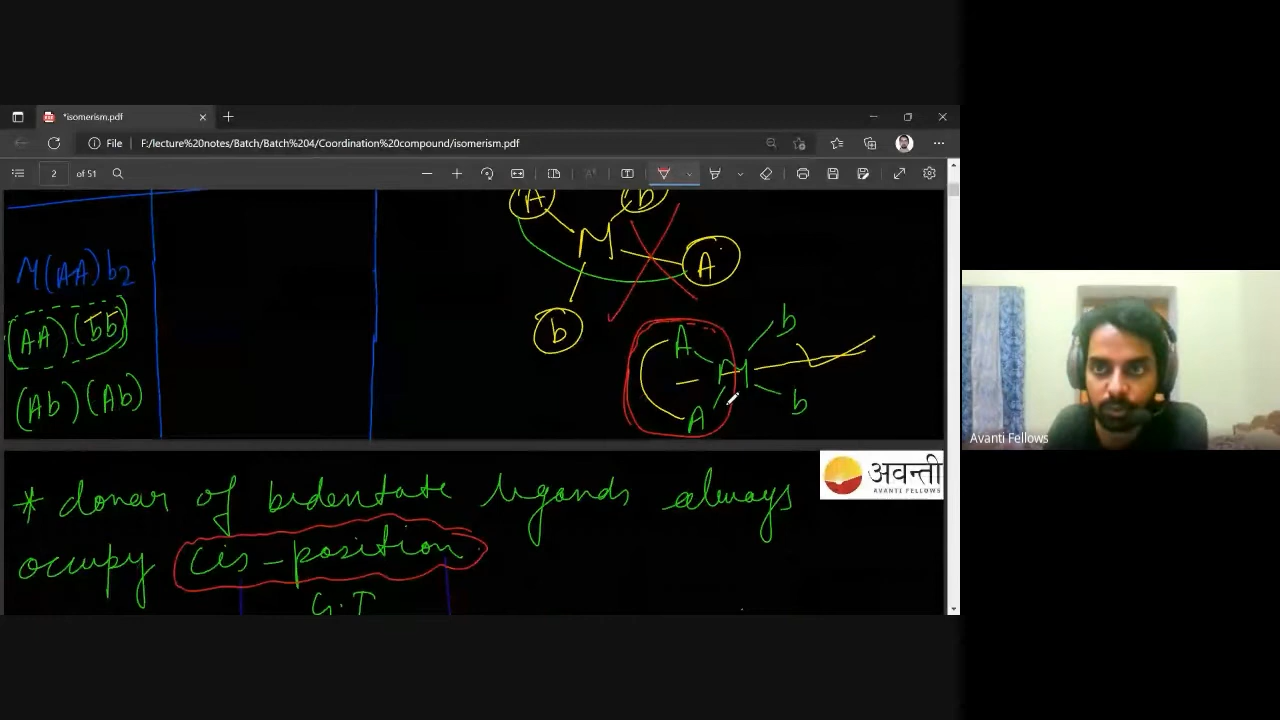 *isomerism.pdf
File F:/lecture%20notes/Batch/Batch%204/Coordination%20compound/isomerism.pdf
2 of 51
A b
M
A
b
M(AA)b2
(AA)(bb)
(Ab)(Ab)
A b
M
A b
Avanti Fellows
* donar of bidentate ligands always
occupy cis-position
G.I
अवन्ती
AVANTI FELLOWS